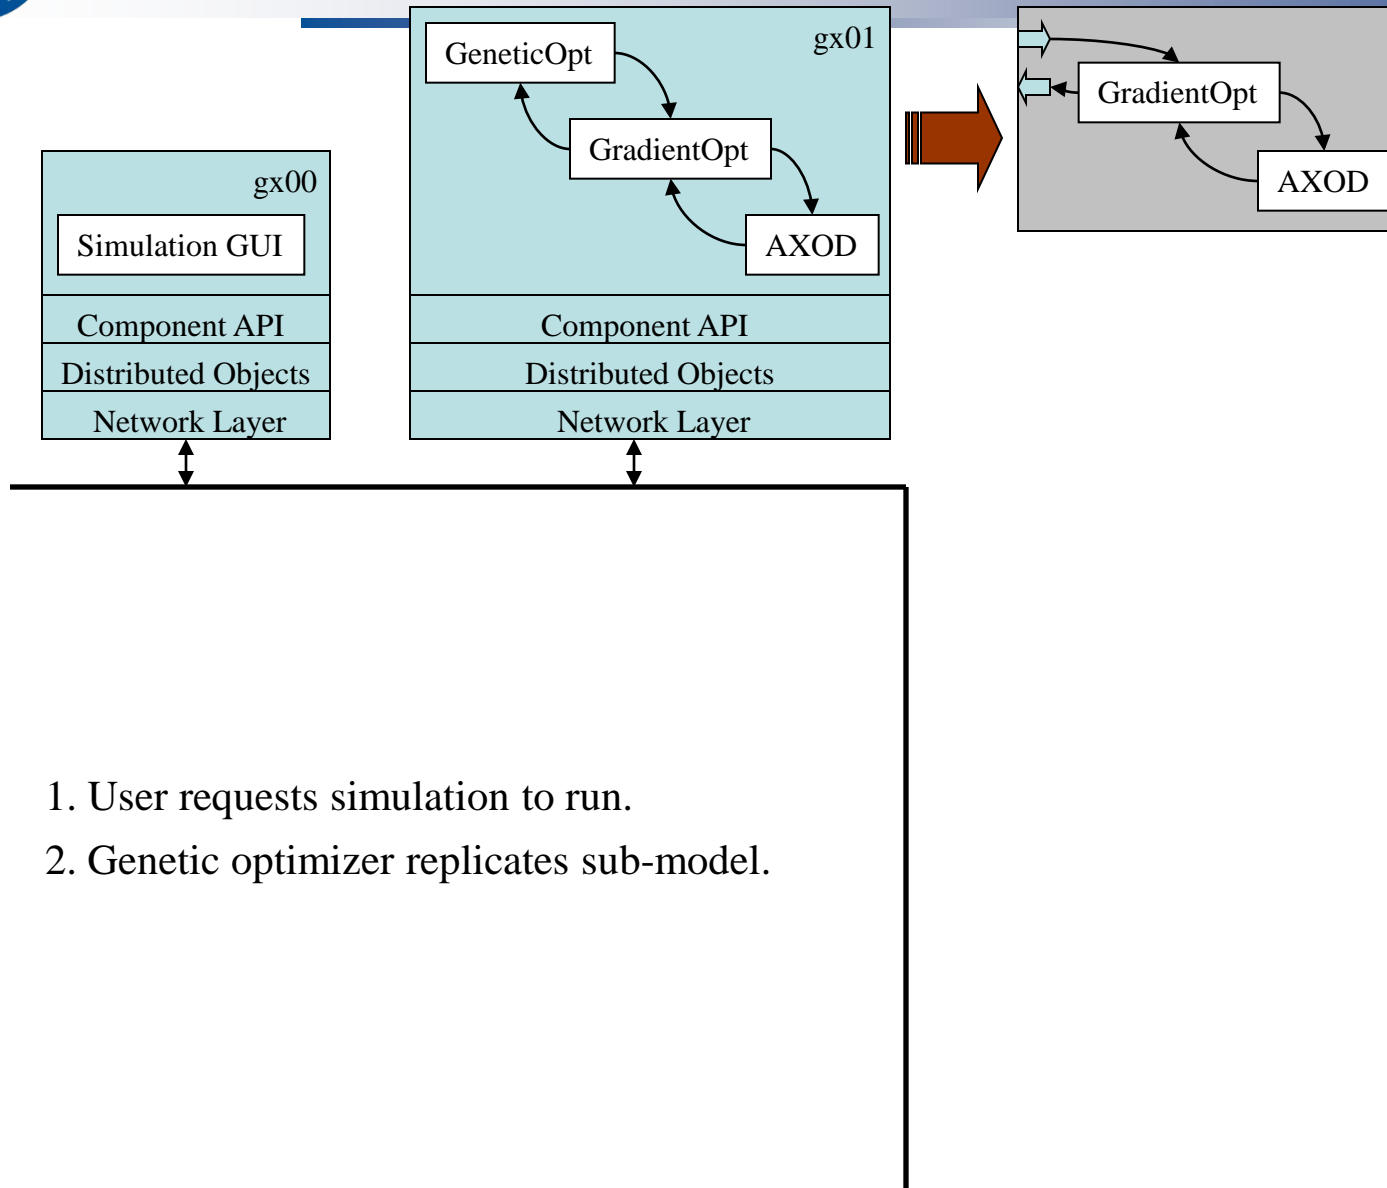 gx00
Simulation GUI
Component API
Distributed Objects
Network Layer
gx01
GeneticOpt
GradientOpt
AXOD
Component API
Distributed Objects
Network Layer
GradientOpt
AXOD
1. User requests simulation to run.
2. Genetic optimizer replicates sub-model.